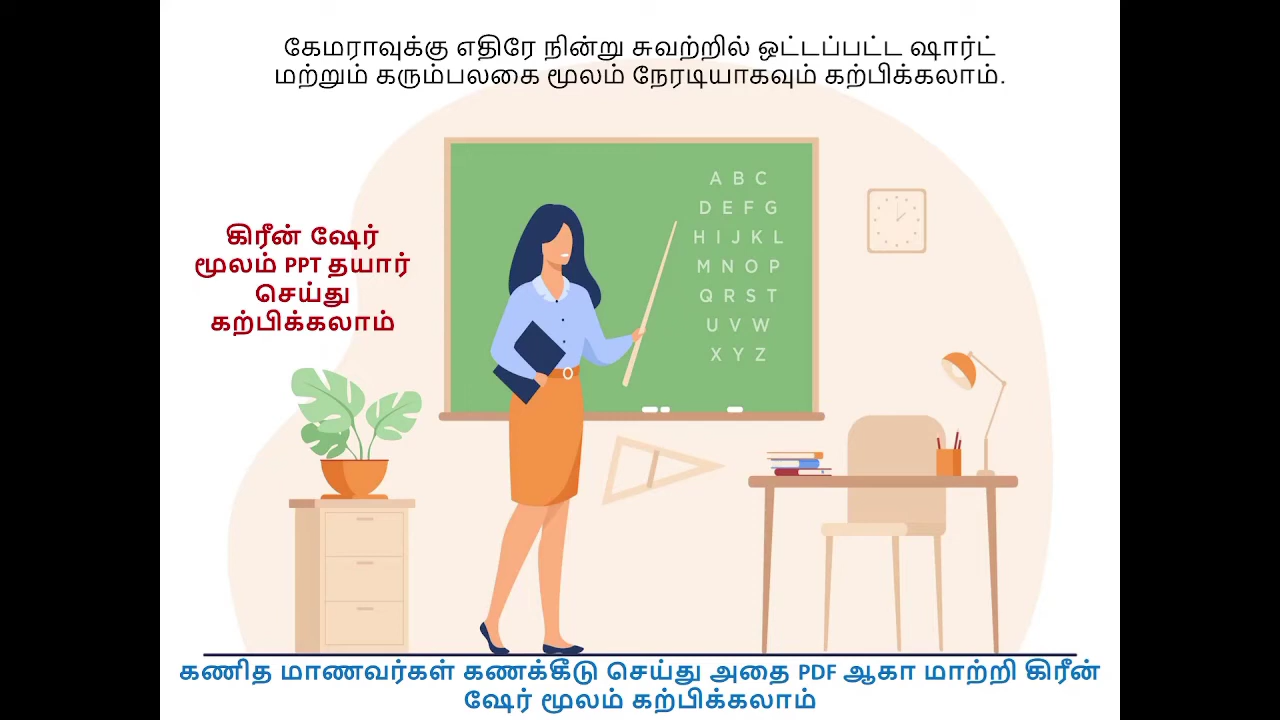 கேமராவுக்கு எதிரே நின்று சுவற்றில் ஒட்டப்பட்ட ஷார்ட்
மற்றும் கரும்பலகை மூலம் நேரடியாகவும் கற்பிக்கலாம்.
கிரீன் ஷேர்
மூலம் PPT தயார்
செய்து
கற்பிக்கலாம்
A B C
D E F G
H I J K L
M N O P
Q R S T
U V W
X Y Z
கணித மாணவர்கள் கணக்கீடு செய்து அதை PDF ஆகா மாற்றி கிரீன்
ஷேர் மூலம் கற்பிக்கலாம்